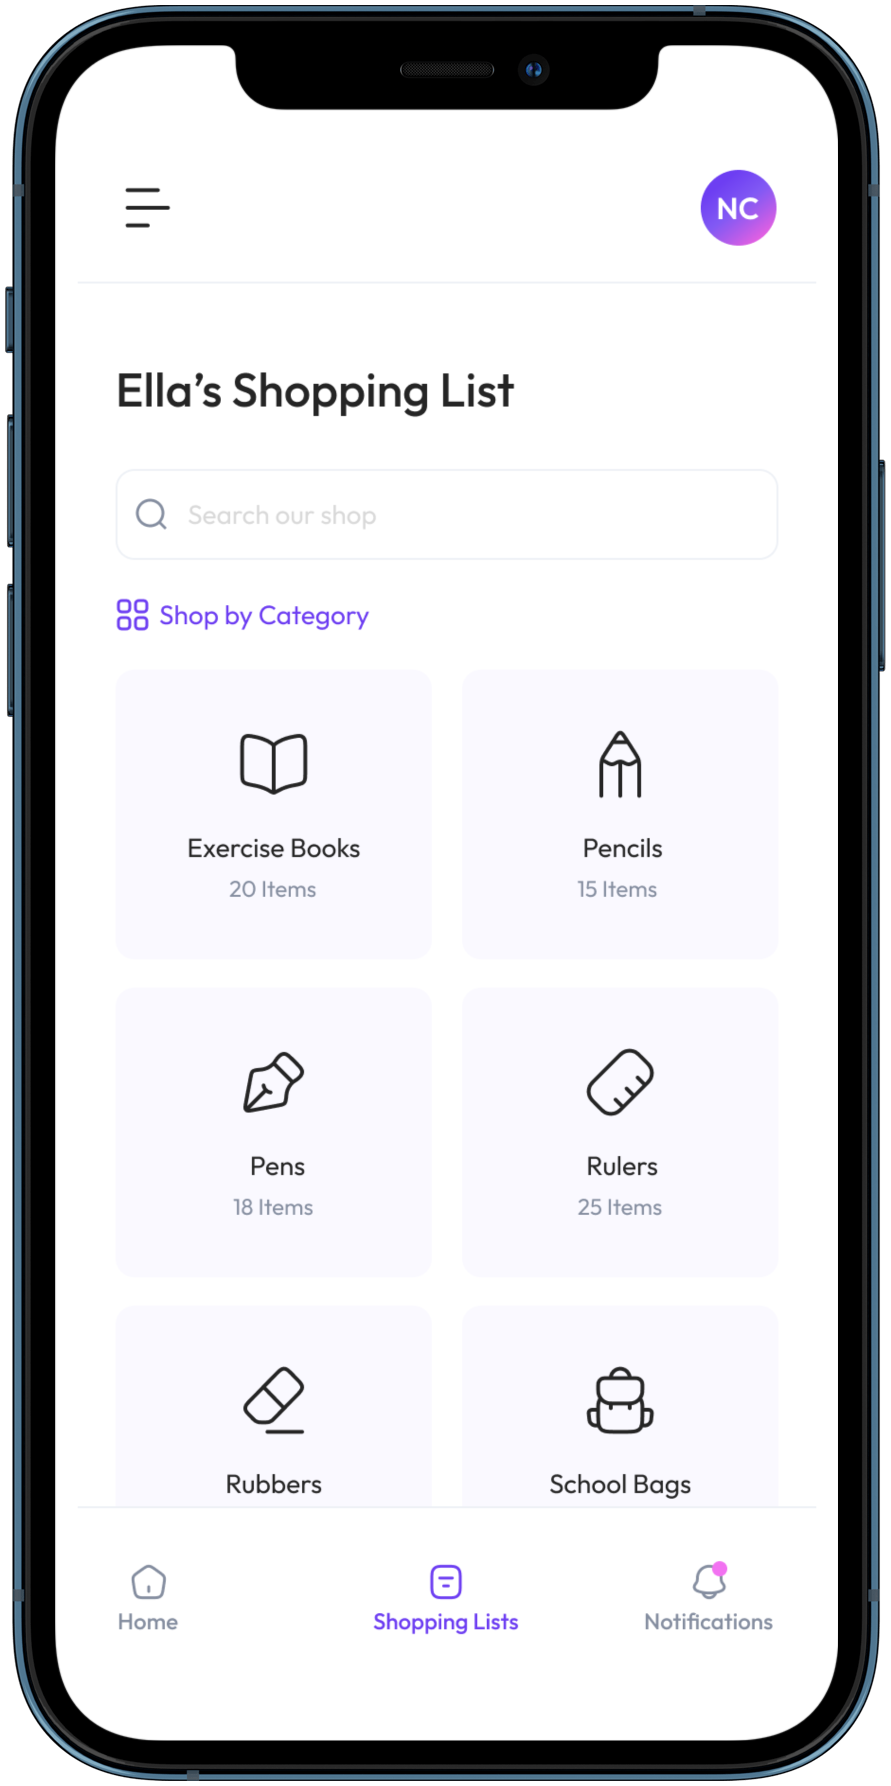 NC
Ella’s Shopping List
Search our shop
Shop by Category
Exercise Books
20 Items
Pencils
15 Items
Pens
18 Items
Rulers
25 Items
Rubbers
School Bags
Home
Shopping Lists
Notifications